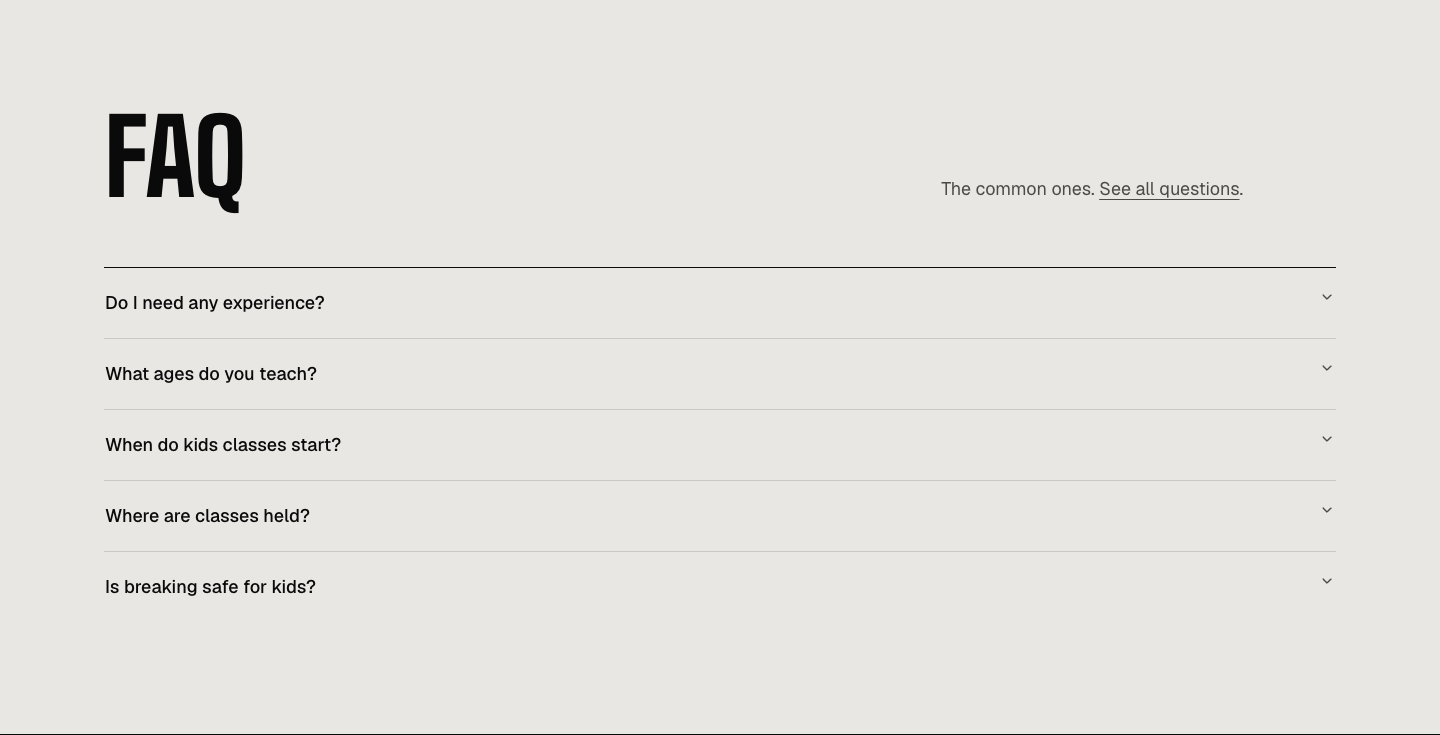 FAQ
The common ones. See all questions.
Do I need any experience?
What ages do you teach?
When do kids classes start?
Where are classes held?
Is breaking safe for kids?